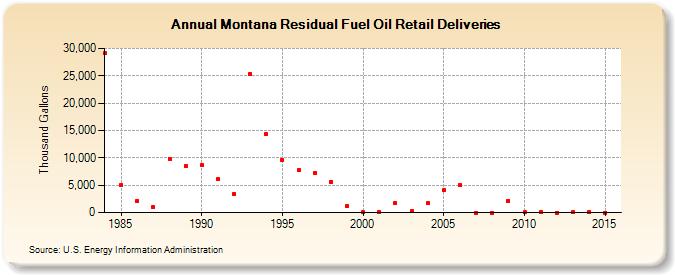 Annual Montana Residual Fuel Oil Retail Deliveries
Thousand Gallons
30,000
25,000
20,000
15,000
10,000
5,000
0
1985 1990 1995 2000 2005 2010 2015
Source: U.S. Energy Information Administration